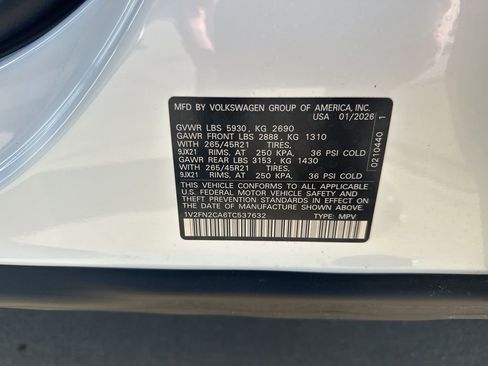 MFD BY VOLKSWAGEN GROUP OF AMERICA, INC.
USA 01/2026
GVWR LBS 5930, KG 2690
GAWR FRONT LBS 2888, KG 1310
WITH 265/45R21 TIRES,
9JX21 RIMS, AT 250 KPA, 36 PSI COLD
GAWR REAR LBS 3153, KG 1430
WITH 265/45R21 TIRES,
9JX21 RIMS, AT 250 KPA, 36 PSI COLD
THIS VEHICLE CONFORMS TO ALL APPLICABLE
U.S. FEDERAL MOTOR VEHICLE SAFETY AND
THEFT PREVENTION STANDARDS IN EFFECT
ON THE DATE OF MANUFACTURE SHOWN ABOVE
1V2FN2CA6TC537632 TYPE: MPV
0210440 1